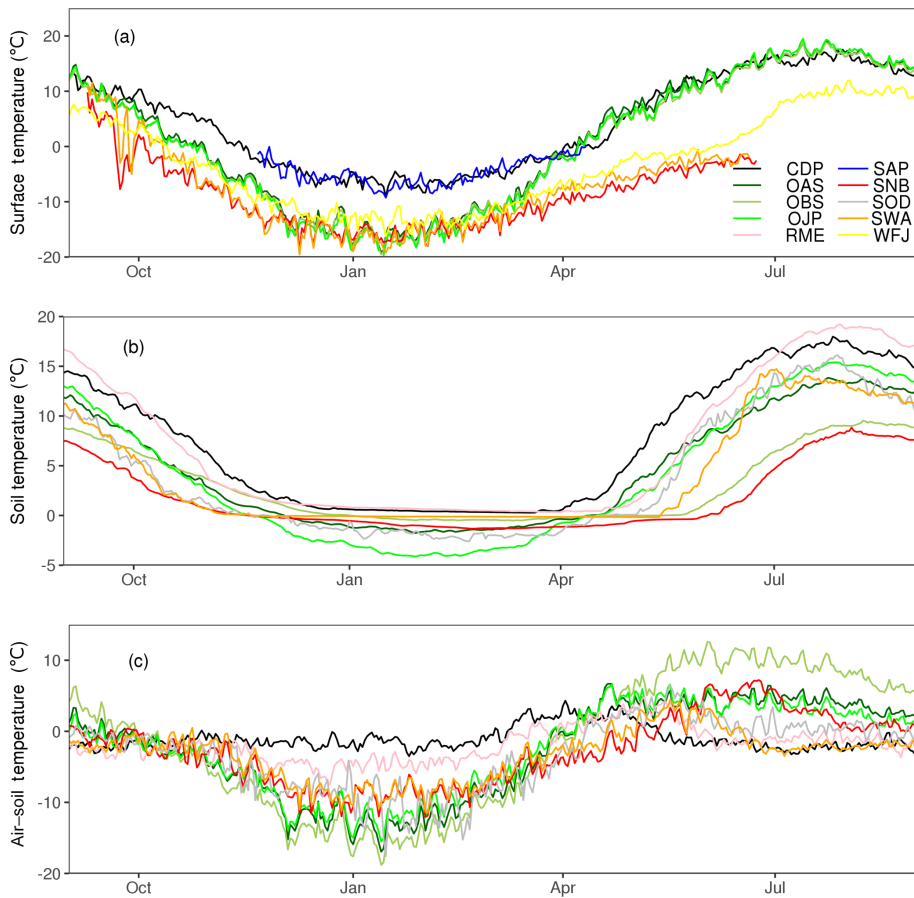 (a)
Surface temperature (°C)
20
10
0
-10
-20
Oct
Jan
Apr
Jul
CDP
OAS
OBS
OJP
RME
SAP
SNB
SOD
SWA
WFJ
(b)
Soil temperature (°C)
20
15
10
5
0
-5
Oct
Jan
Apr
Jul
(c)
Air−soil temperature (°C)
10
0
-10
-20
Oct
Jan
Apr
Jul